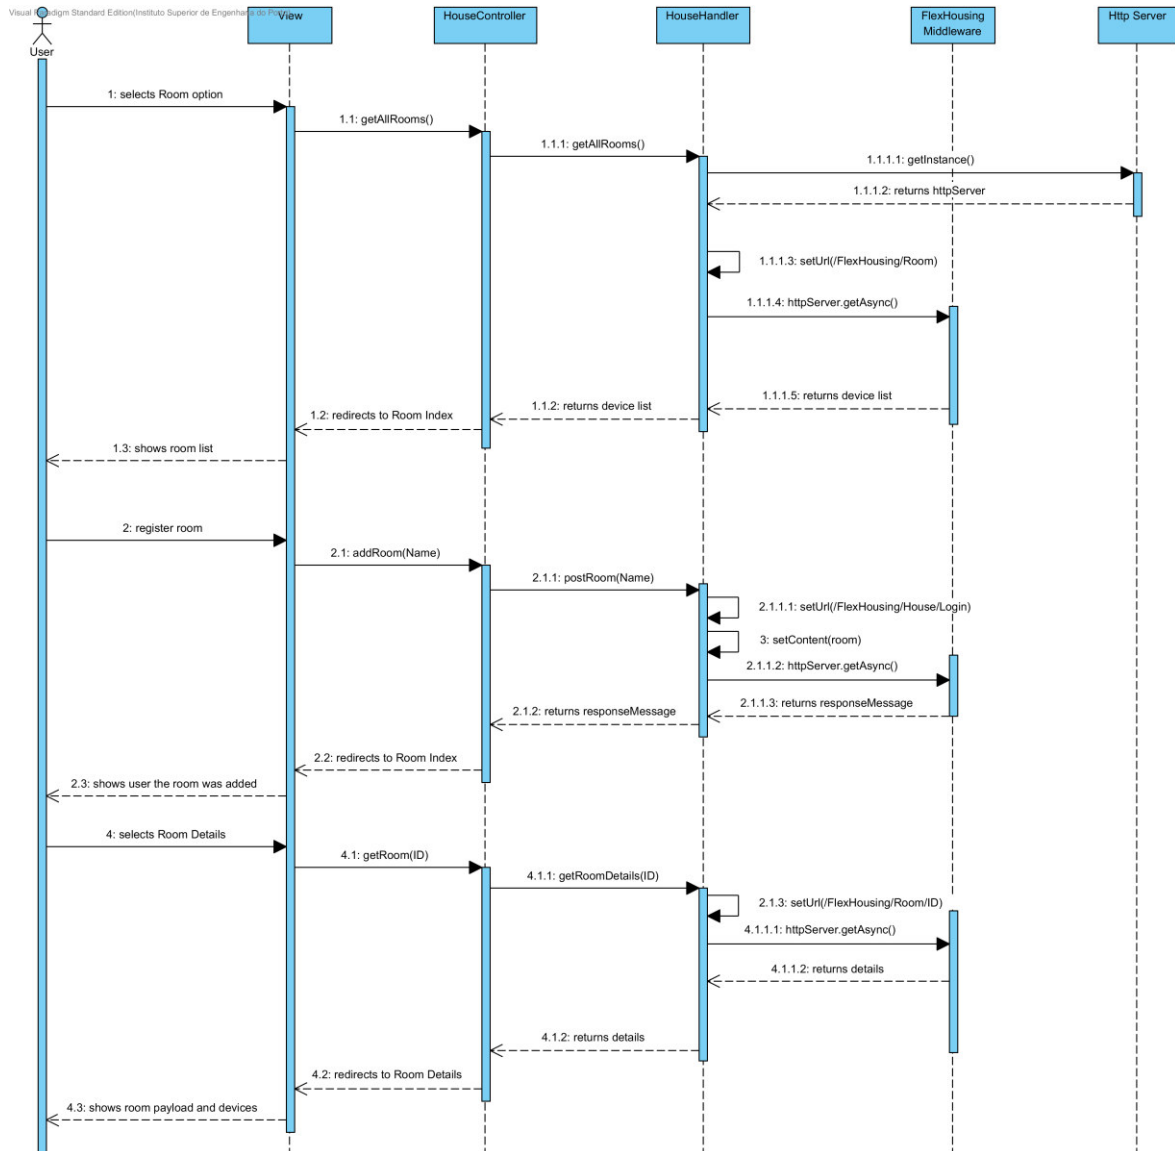 Visual Paradigm Standard Edition(Instituto Superior de Engenharia do Porto)
User
View
HouseController
HouseHandler
FlexHousing
Middleware
Http Server
1: selects Room option
1.1: getAllRooms()
1.1.1: getAllRooms()
1.1.1.1: getInstance()
1.1.1.2: returns httpServer
1.1.1.3: setUrl(/FlexHousing/Room)
1.1.1.4: httpServer.getAsync()
1.1.1.5: returns device list
1.1.2: returns device list
1.2: redirects to Room Index
1.3: shows room list
2: register room
2.1: addRoom(Name)
2.1.1: postRoom(Name)
2.1.1.1: setUrl(/FlexHousing/House/Login)
3: setContent(room)
2.1.1.2: httpServer.getAsync()
2.1.1.3: returns responseMessage
2.1.2: returns responseMessage
2.2: redirects to Room Index
2.3: shows user the room was added
4: selects Room Details
4.1: getRoom(ID)
4.1.1: getRoomDetails(ID)
2.1.3: setUrl(/FlexHousing/Room/ID)
4.1.1.1: httpServer.getAsync()
4.1.1.2: returns details
4.1.2: returns details
4.2: redirects to Room Details
4.3: shows room payload and devices